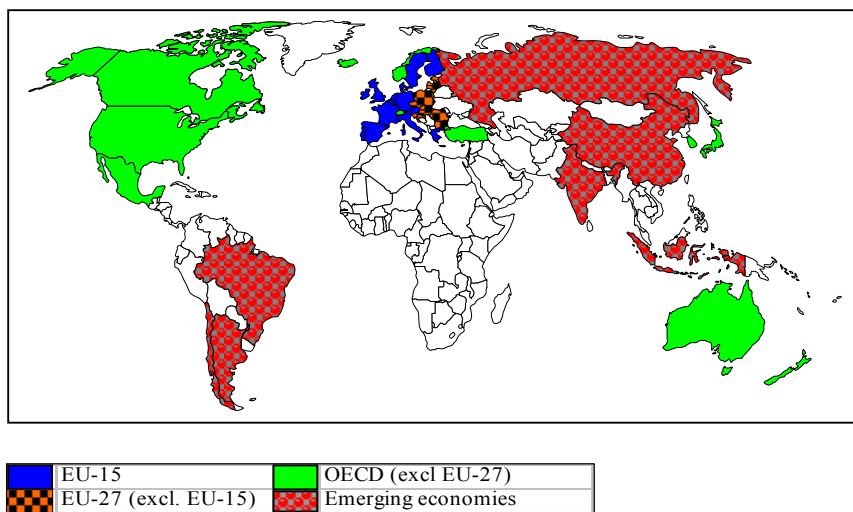 EU-15
OECD (excl EU-27)
EU-27 (excl. EU-15)
Emerging economies